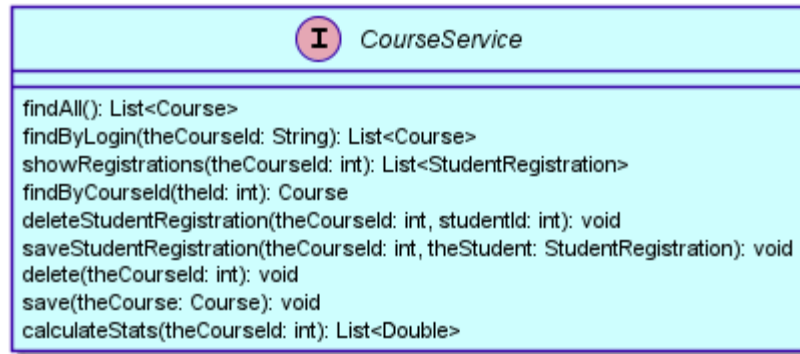 I CourseService
findAll(): List<Course>
findByLogin(theCourseId: String): List<Course>
showRegistrations(theCourseId: int): List<StudentRegistration>
findByCourseId(theId: int): Course
deleteStudentRegistration(theCourseId: int, studentId: int): void
saveStudentRegistration(theCourseId: int, theStudent: StudentRegistration): void
delete(theCourseId: int): void
save(theCourse: Course): void
calculateStats(theCourseId: int): List<Double>